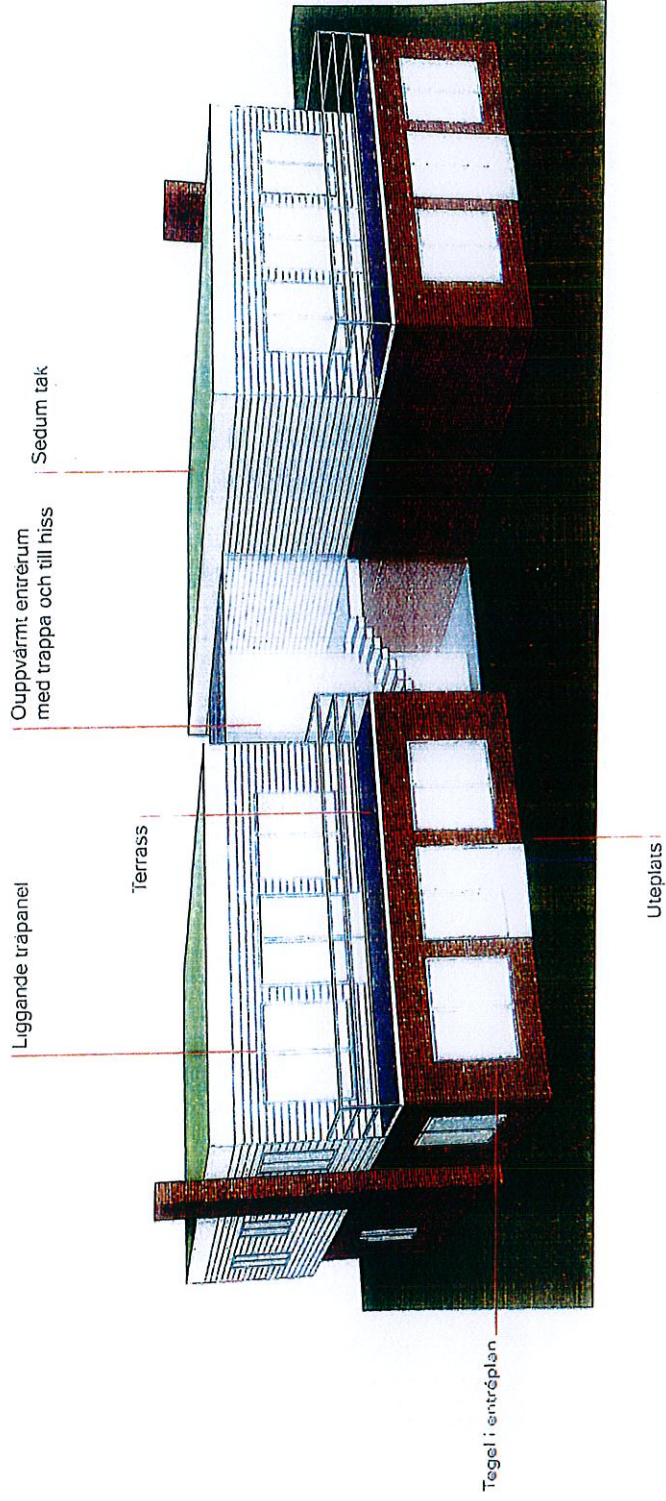 Liggande träpanel
Terrass
Ouppvärmt entrérum
med trappa och till hiss
Sedum tak
Tegel i entréplan
Uteplats